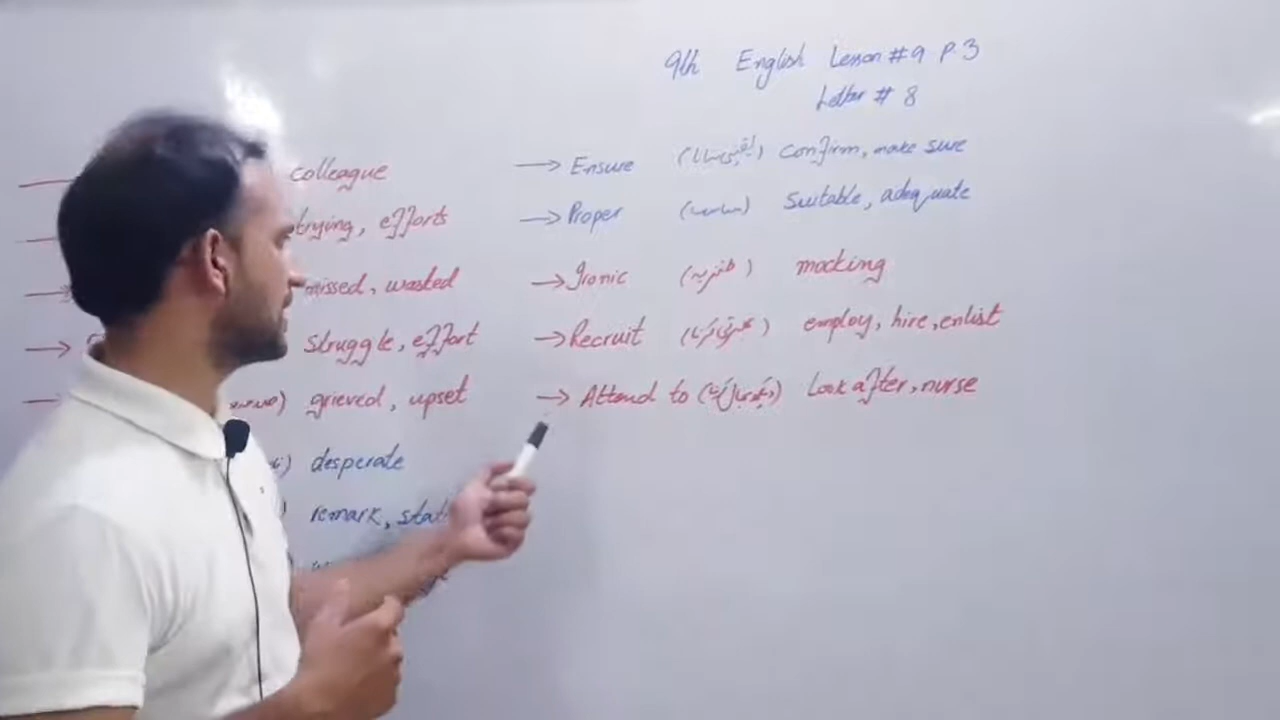 9th English Lesson # 9 P.3
Letter # 8
colleague
trying, efforts
missed, wasted
→ struggle, effort
grieved, upset
desperate
remark,
→ Ensure (یقینی بنانا) confirm, make sure
→ Proper (مناسب) suitable, adequate
→ Ironic (طنزیہ) mocking
→ Recruit (بھرتی کرنا) employ, hire, enlist
→ Attend to (دیکھ بھال کرنا) Look after, nurse